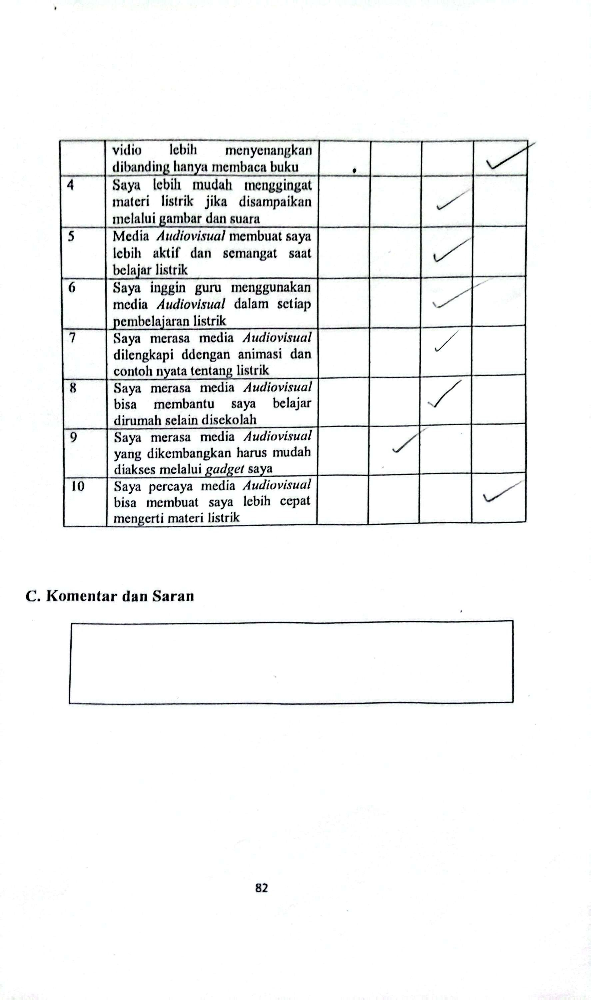 vidio lebih menyenangkan
dibanding hanya membaca buku
✓
4 Saya lebih mudah menggingat
materi listrik jika disampaikan
melalui gambar dan suara
✓
5 Media Audiovisual membuat saya
lebih aktif dan semangat saat
belajar listrik
✓
6 Saya inggin guru menggunakan
media Audiovisual dalam setiap
pembelajaran listrik
✓
7 Saya merasa media Audiovisual
dilengkapi ddengan animasi dan
contoh nyata tentang listrik
✓
8 Saya merasa media Audiovisual
bisa membantu saya belajar
dirumah selain disekolah
✓
9 Saya merasa media Audiovisual
yang dikembangkan harus mudah
diakses melalui gadget saya
✓
10 Saya percaya media Audiovisual
bisa membuat saya lebih cepat
mengerti materi listrik
✓
C. Komentar dan Saran
82